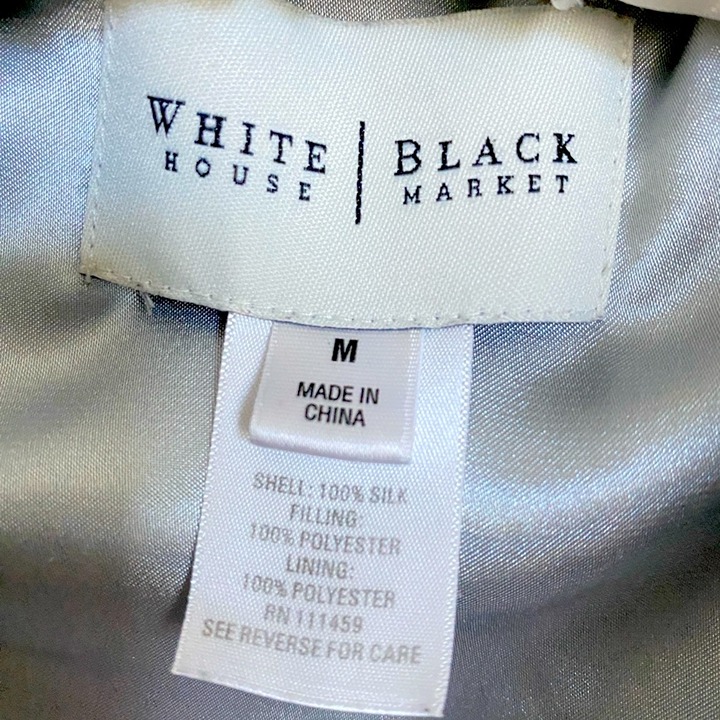 WHITE | BLACK
HOUSE MARKET
M
MADE IN
CHINA
SHELL: 100% SILK
FILLING:
100% POLYESTER
LINING:
100% POLYESTER
RN 111459
SEE REVERSE FOR CARE